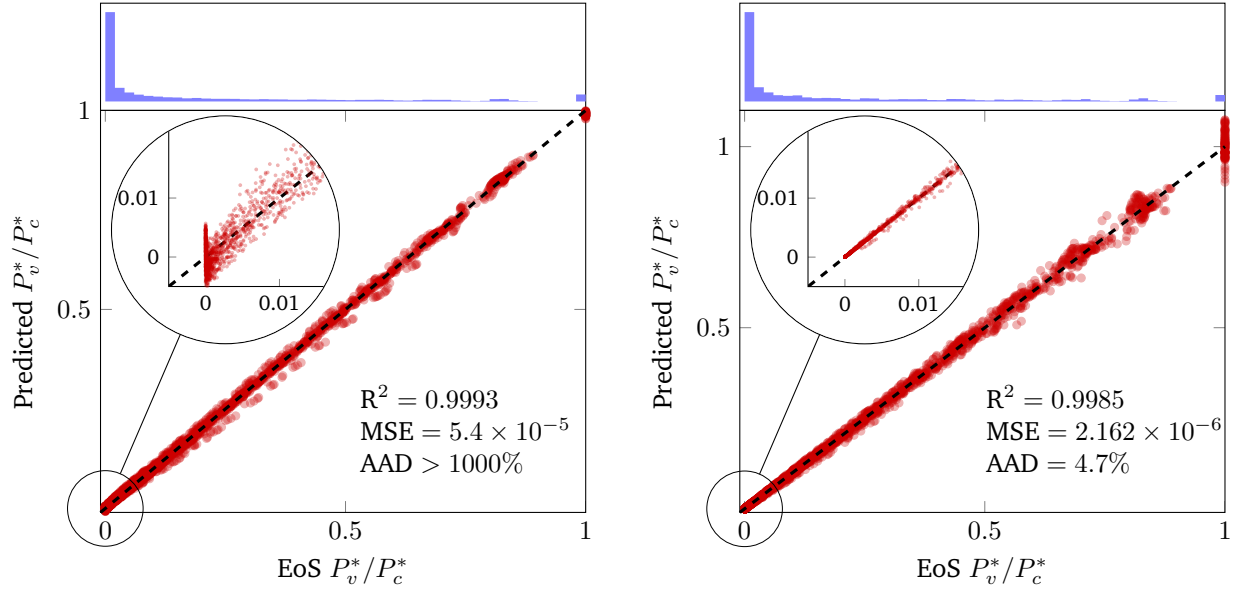 1
0.5
Predicted $P_v^*/P_c^*$
0.01
0
0
0.01
R² = 0.9993
MSE = 5.4 × 10⁻⁵
AAD > 1000%
0
0.5
1
EoS $P_v^*/P_c^*$
1
0.5
Predicted $P_v^*/P_c^*$
0.01
0
0
0.01
R² = 0.9985
MSE = 2.162 × 10⁻⁶
AAD = 4.7%
0
0.5
1
EoS $P_v^*/P_c^*$